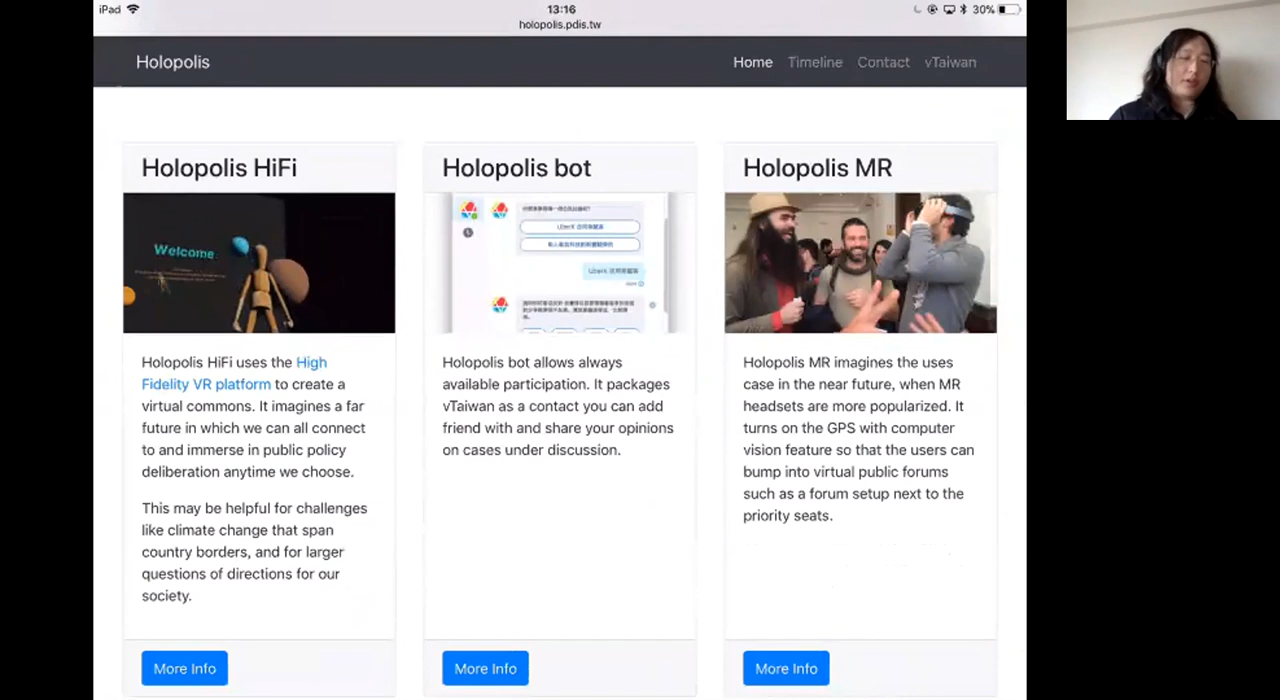 iPad
13:16
30%
holopolis.pdis.tw
Holopolis
Home Timeline Contact vTaiwan
Holopolis HiFi
Welcome
Holopolis HiFi uses the High
Fidelity VR platform to create a
virtual commons. It imagines a far
future in which we can all connect
to and immerse in public policy
deliberation anytime we choose.
This may be helpful for challenges
like climate change that span
country borders, and for larger
questions of directions for our
society.
More Info
Holopolis bot
Holopolis bot allows always
available participation. It packages
vTaiwan as a contact you can add
friend with and share your opinions
on cases under discussion.
More Info
Holopolis MR
Holopolis MR imagines the uses
case in the near future, when MR
headsets are more popularized. It
turns on the GPS with computer
vision feature so that the users can
bump into virtual public forums
such as a forum setup next to the
priority seats.
More Info